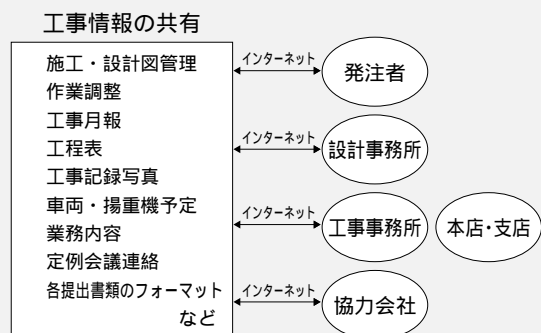 工事情報の共有
施工・設計図管理
作業調整
工事月報
工程表
工事記録写真
車両・揚重機予定
業務内容
定例会議連絡
各提出書類のフォーマット
など
インターネット
発注者
インターネット
設計事務所
インターネット
工事事務所
本店・支店
インターネット
協力会社